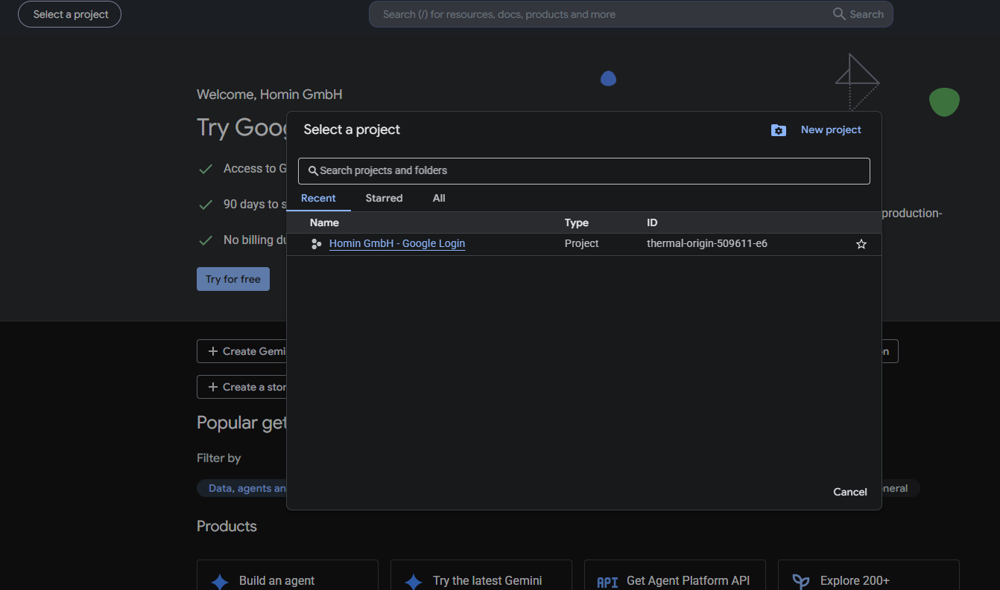 Select a project
Search (/) for resources, docs, products and more
Search
Welcome, Homin GmbH
Try Goog
Select a project
New project
Access to G
Search projects and folders
Recent Starred All
90 days to s
production-
Name Type ID
No billing du
Homin GmbH - Google Login Project thermal-origin-509611-e6
Try for free
Create Gemi
n
Create a stor
Popular get
Filter by
Data, agents an
neral
Cancel
Products
Build an agent
Try the latest Gemini
API Get Agent Platform API
Explore 200+